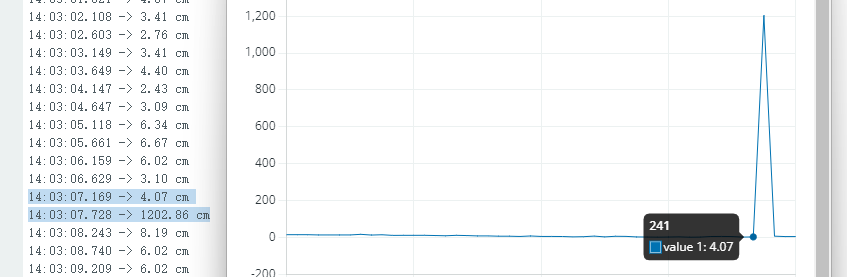 14:03:02.108 -> 3.41 cm
14:03:02.603 -> 2.76 cm
14:03:03.149 -> 3.41 cm
14:03:03.649 -> 4.40 cm
14:03:04.147 -> 2.43 cm
14:03:04.647 -> 3.09 cm
14:03:05.118 -> 6.34 cm
14:03:05.661 -> 6.67 cm
14:03:06.159 -> 6.02 cm
14:03:06.629 -> 3.10 cm
14:03:07.169 -> 4.07 cm
14:03:07.728 -> 1202.86 cm
14:03:08.243 -> 8.19 cm
14:03:08.740 -> 6.02 cm
14:03:09.209 -> 6.02 cm
1,200
1,000
800
600
400
200
0
-200
241
value 1: 4.07